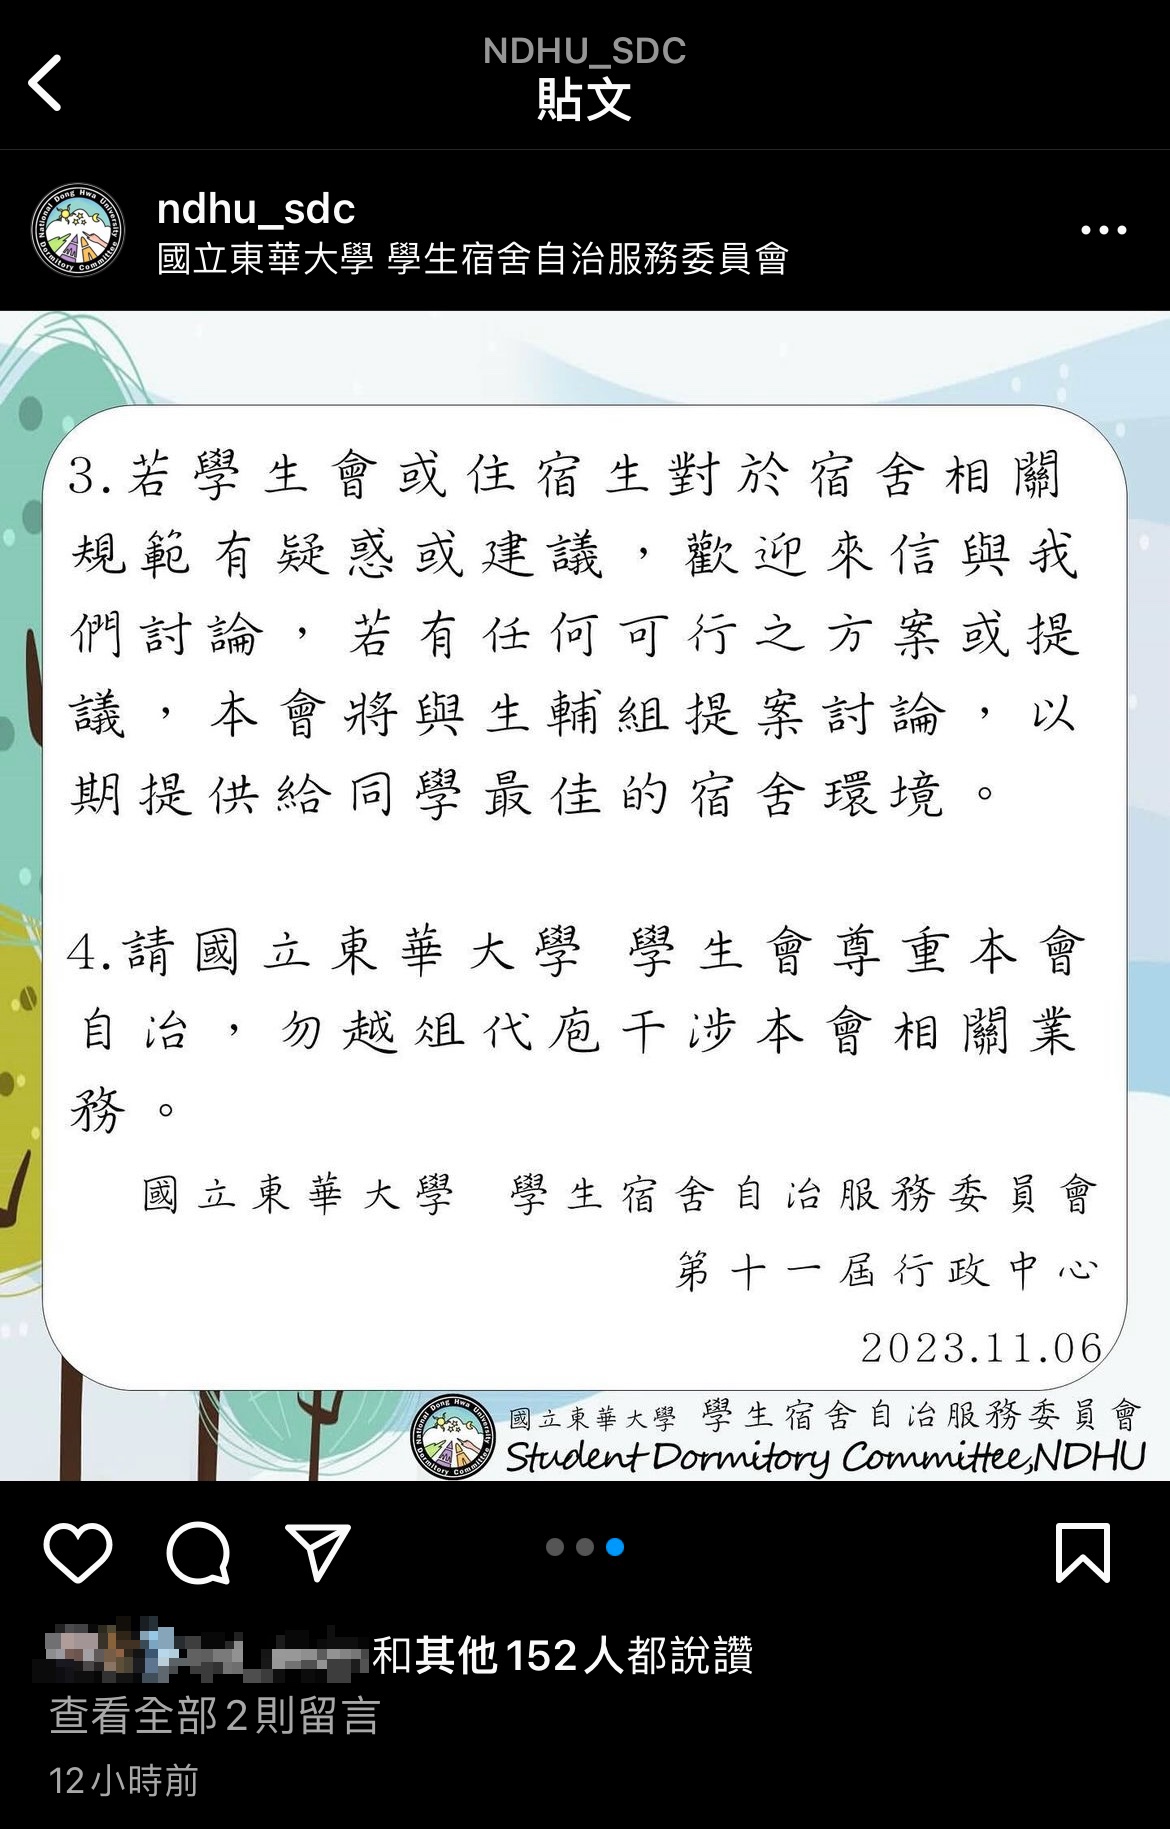 NDHU_SDC
貼文
ndhu_sdc
國立東華大學 學生宿舍自治服務委員會
3.若學生會或住宿生對於宿舍相關
規範有疑惑或建議，歡迎來信與我
們討論，若有任何可行之方案或提
議，本會將與生輔組提案討論，以
期提供給同學最佳的宿舍環境。
4.請國立東華大學 學生會尊重本會
自治，勿越俎代庖干涉本會相關業
務。
國立東華大學 學生宿舍自治服務委員會
第十一屆行政中心
2023.11.06
National Dong Hwa University
Dormitory Committee
國立東華大學 學生宿舍自治服務委員會
Student Dormitory Committee,NDHU
和其他152人都說讚
查看全部2則留言
12小時前